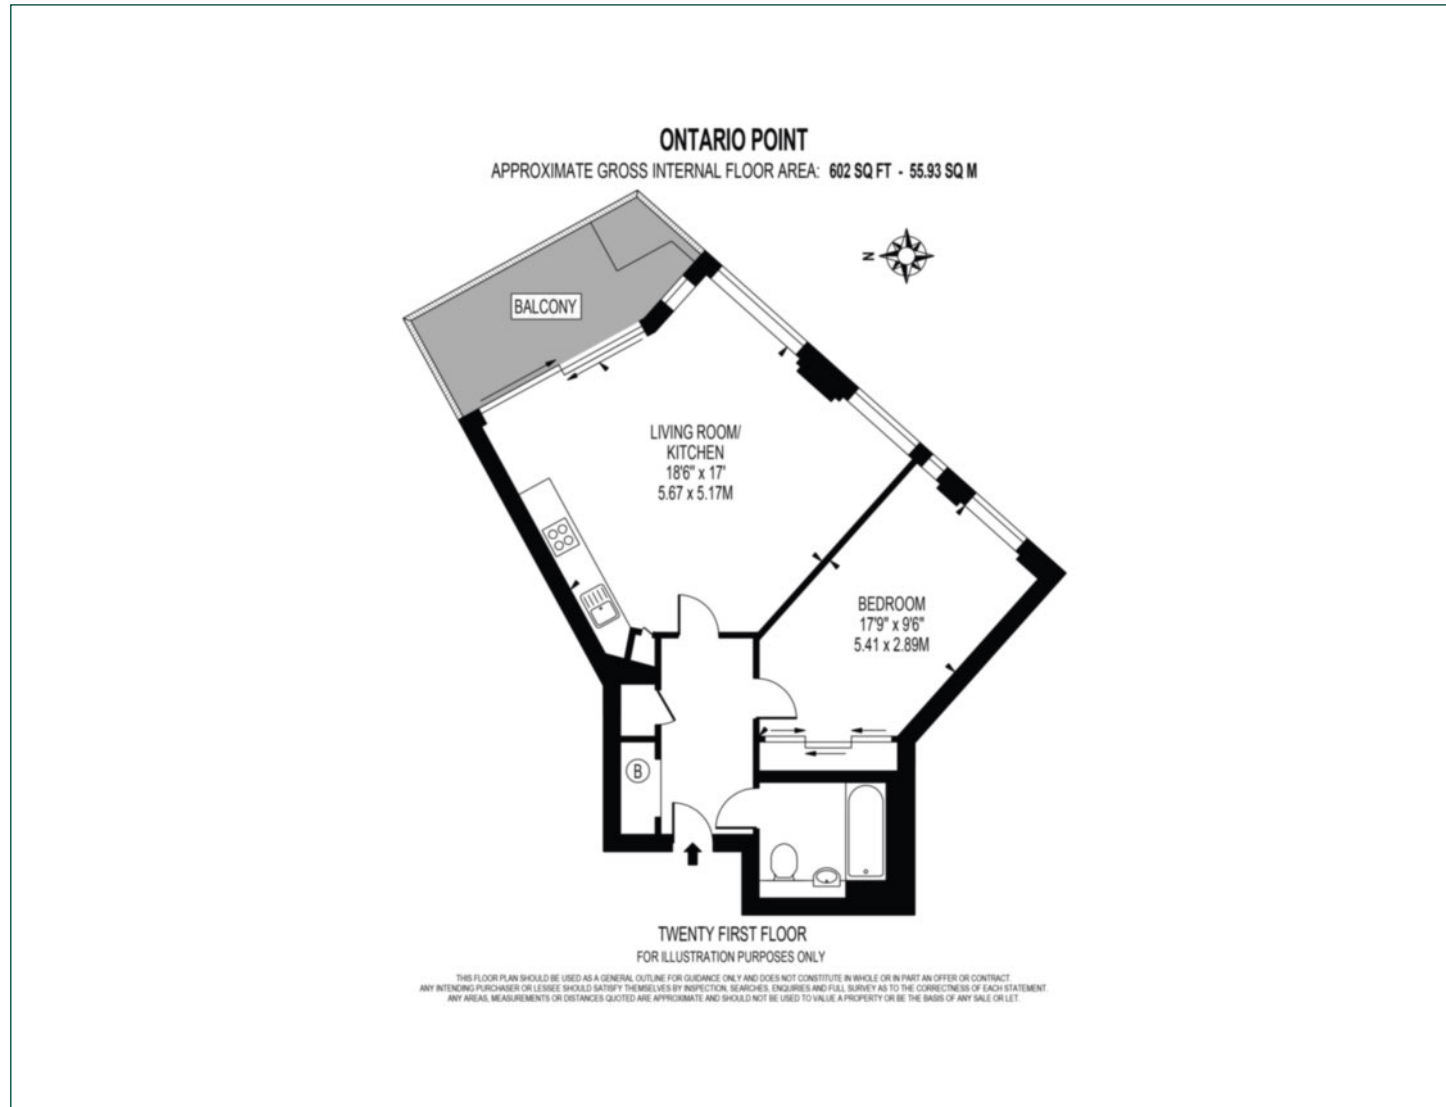 ONTARIO POINT
APPROXIMATE GROSS INTERNAL FLOOR AREA: 602 SQ FT - 55.93 SQ M
N
BALCONY
LIVING ROOM/
KITCHEN
18'6" x 17'
5.67 x 5.17M
BEDROOM
17'9" x 9'6"
5.41 x 2.89M
B
TWENTY FIRST FLOOR
FOR ILLUSTRATION PURPOSES ONLY
THIS FLOOR PLAN SHOULD BE USED AS A GENERAL OUTLINE FOR GUIDANCE ONLY AND DOES NOT CONSTITUTE IN WHOLE OR IN PART AN OFFER OR CONTRACT.
ANY INTENDING PURCHASER OR LESSEE SHOULD SATISFY THEMSELVES BY INSPECTION, SEARCHES, ENQUIRIES AND FULL SURVEY AS TO THE CORRECTNESS OF EACH STATEMENT.
ANY AREAS, MEASUREMENTS OR DISTANCES QUOTED ARE APPROXIMATE AND SHOULD NOT BE USED TO VALUE A PROPERTY OR BE THE BASIS OF ANY SALE OR LET.